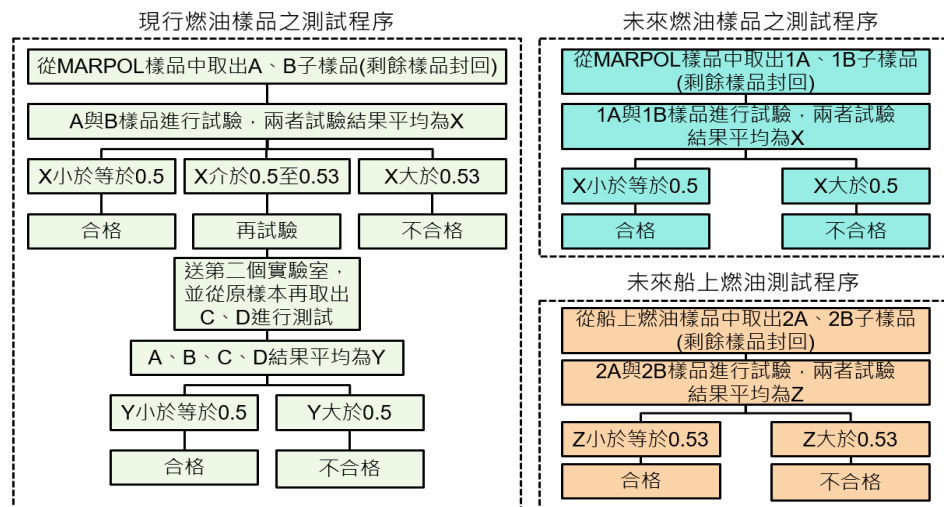 現行燃油樣品之測試程序
從MARPOL樣品中取出A、B子樣品(剩餘樣品封回)
A與B樣品進行試驗，兩者試驗結果平均為X
X小於等於0.5
X介於0.5至0.53
X大於0.53
合格
再試驗
不合格
送第二個實驗室，
並從原樣本再取出
C、D進行測試
A、B、C、D結果平均為Y
Y小於等於0.5
Y大於0.5
合格
不合格
未來燃油樣品之測試程序
從MARPOL樣品中取出1A、1B子樣品
(剩餘樣品封回)
1A與1B樣品進行試驗，兩者試驗
結果平均為X
X小於等於0.5
X大於0.5
合格
不合格
未來船上燃油測試程序
從船上燃油樣品中取出2A、2B子樣品
(剩餘樣品封回)
2A與2B樣品進行試驗，兩者試驗
結果平均為Z
Z小於等於0.53
Z大於0.53
合格
不合格